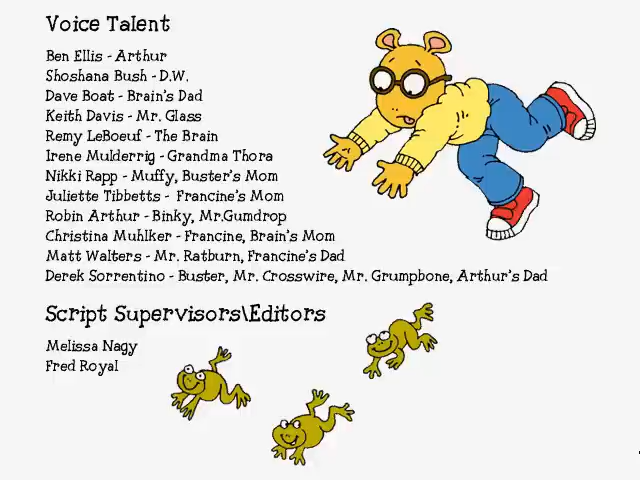 Voice Talent
Ben Ellis - Arthur
Shoshana Bush - D.W.
Dave Boat - Brain's Dad
Keith Davis - Mr. Glass
Remy LeBoeuf - The Brain
Irene Mulderrig - Grandma Thora
Nikki Rapp - Muffy, Buster's Mom
Juliette Tibbetts - Francine's Mom
Robin Arthur - Binky, Mr.Gumdrop
Christina Muhlker - Francine, Brain's Mom
Matt Walters - Mr. Ratburn, Francine's Dad
Derek Sorrentino - Buster, Mr. Crosswire, Mr. Grumpbone, Arthur's Dad
Script Supervisors\Editors
Melissa Nagy
Fred Royal